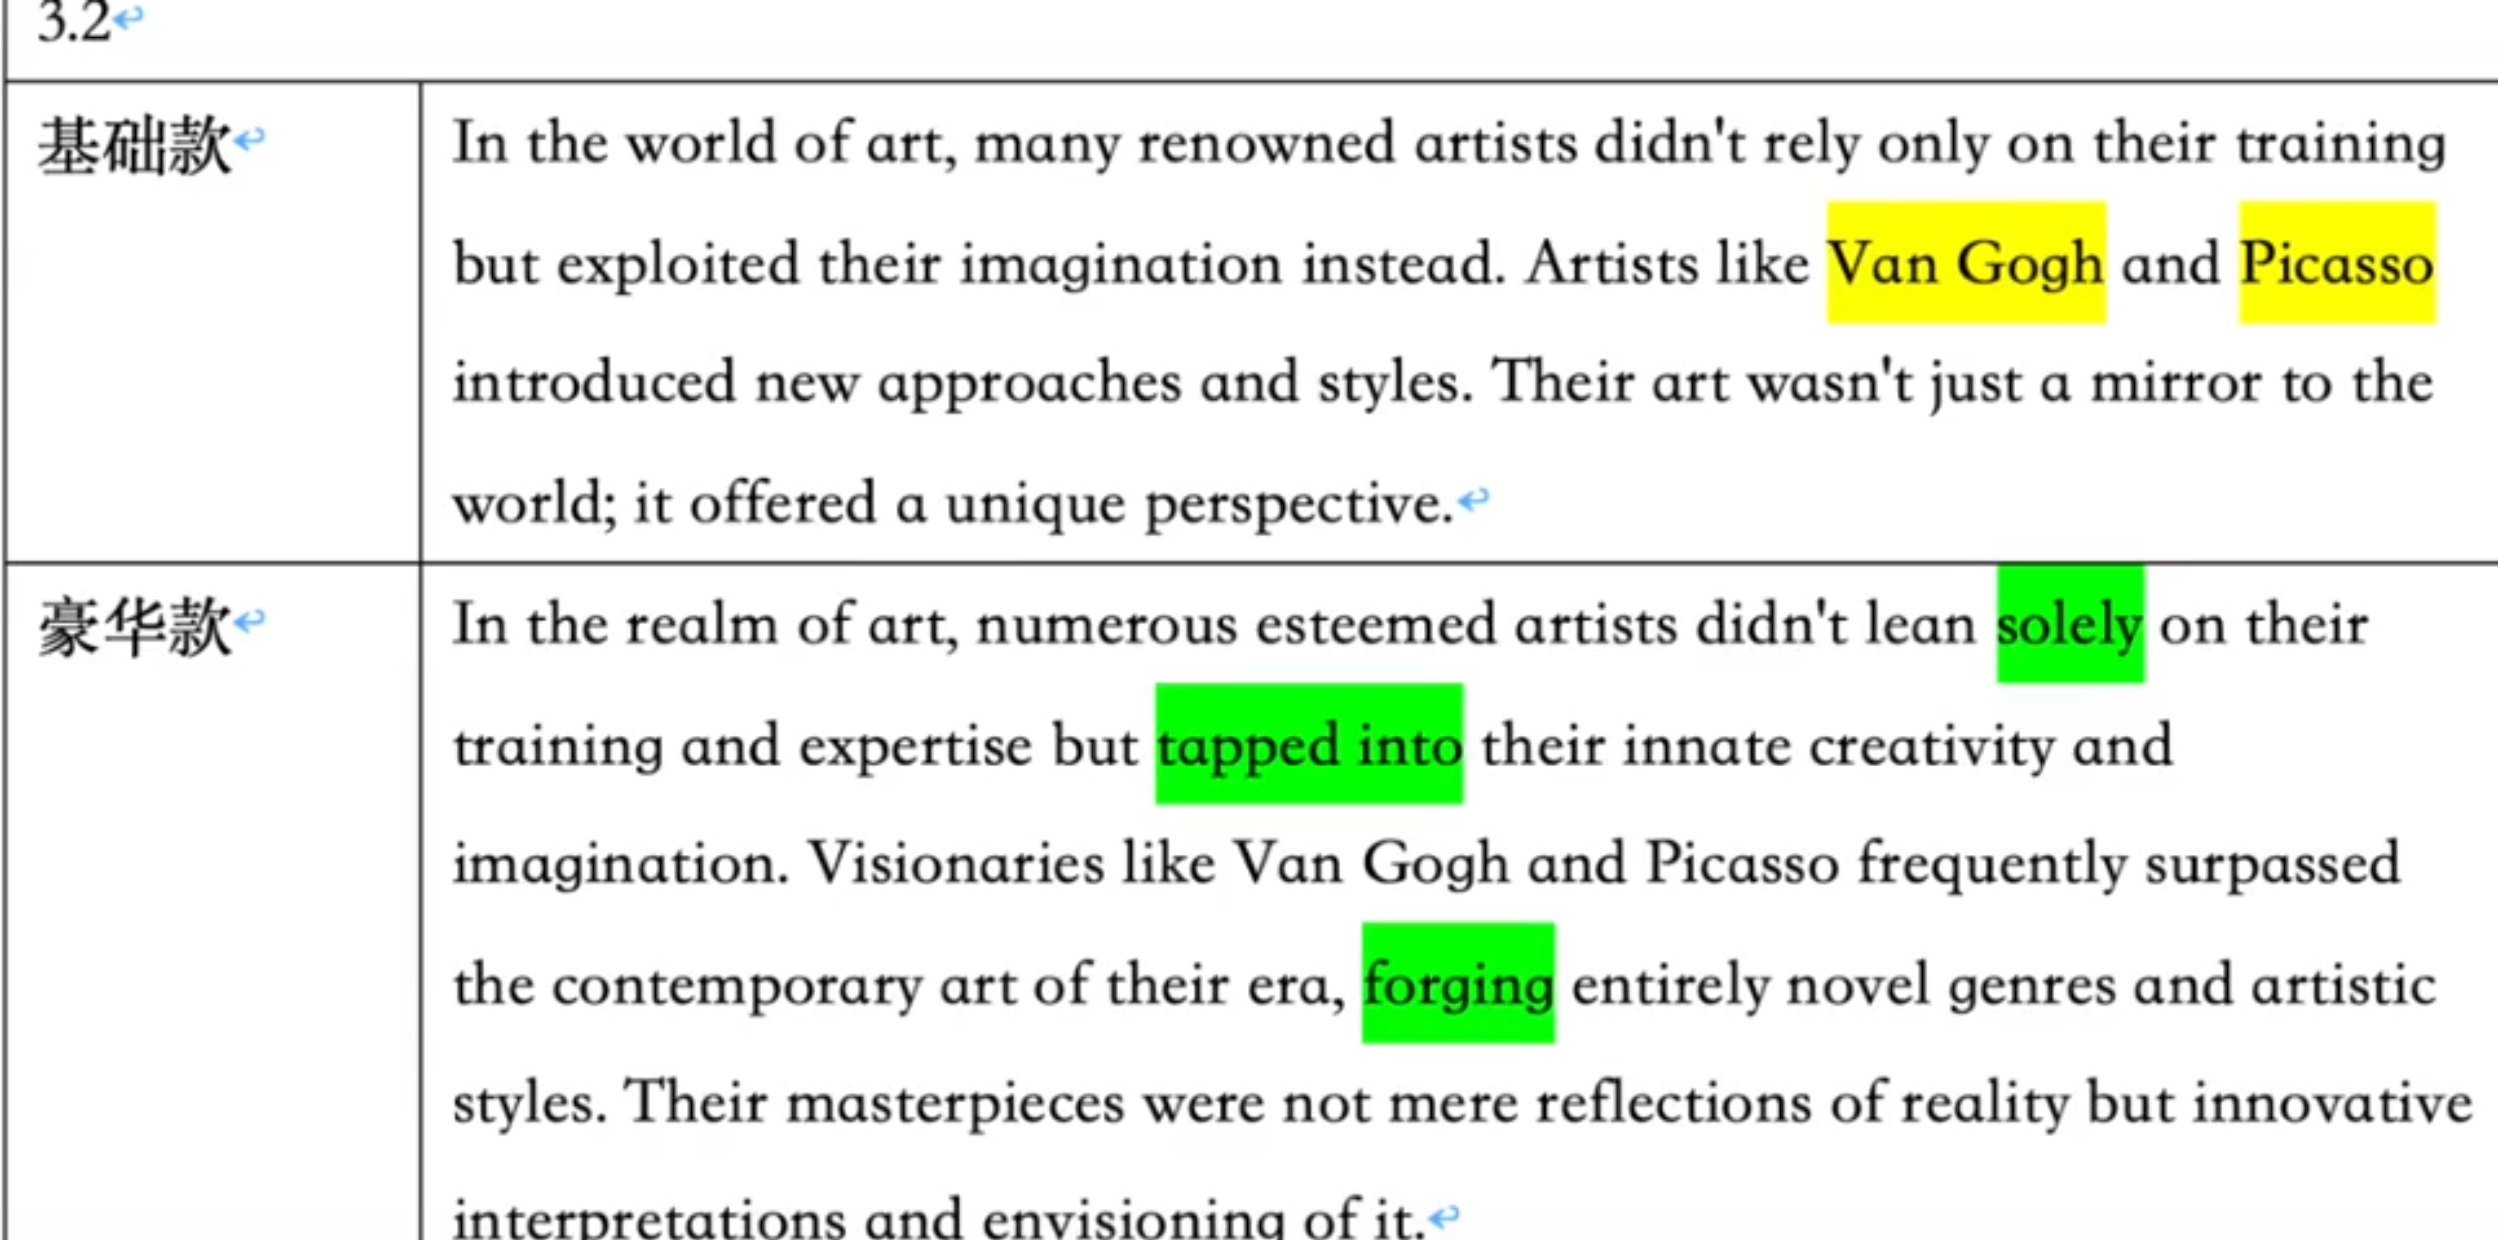 3.2
基础款
In the world of art, many renowned artists didn't rely only on their training
but exploited their imagination instead. Artists like Van Gogh and Picasso
introduced new approaches and styles. Their art wasn't just a mirror to the
world; it offered a unique perspective.
豪华款
In the realm of art, numerous esteemed artists didn't lean solely on their
training and expertise but tapped into their innate creativity and
imagination. Visionaries like Van Gogh and Picasso frequently surpassed
the contemporary art of their era, forging entirely novel genres and artistic
styles. Their masterpieces were not mere reflections of reality but innovative
interpretations and envisioning of it.